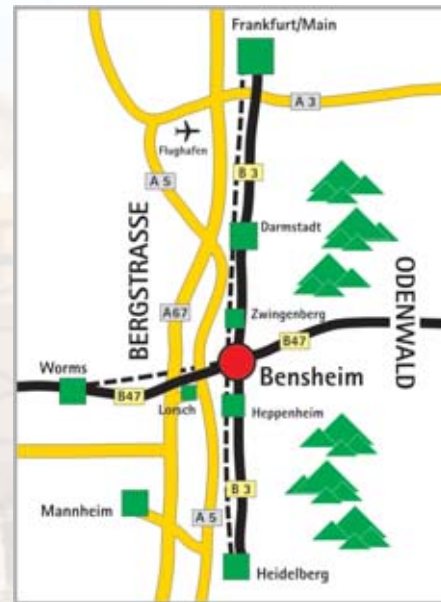 Frankfurt/Main
A 3
Flughafen
A 5
B 3
BERGSTRASSE
Darmstadt
ODENWALD
A67
Zwingenberg
B47
Worms
Bensheim
B47
Lorsch
Heppenheim
B 3
Mannheim
A 5
Heidelberg